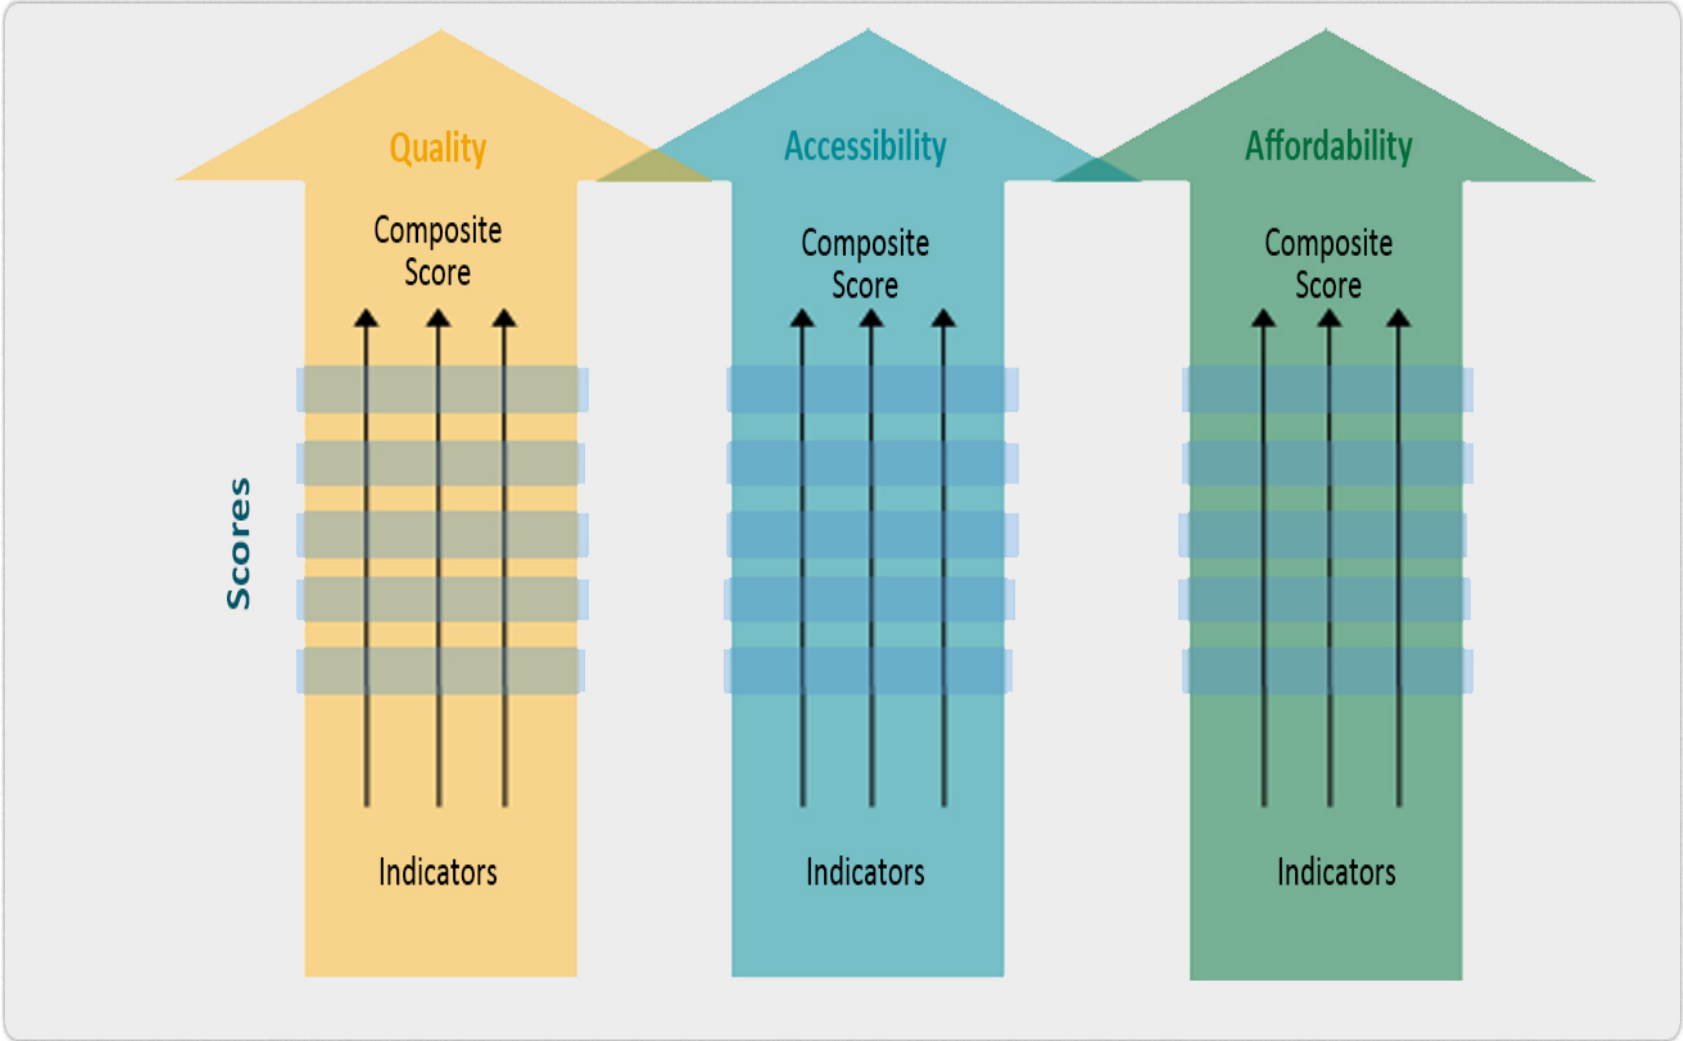 Quality
Composite
Score
Indicators
Accessibility
Composite
Score
Indicators
Affordability
Composite
Score
Indicators
Scores